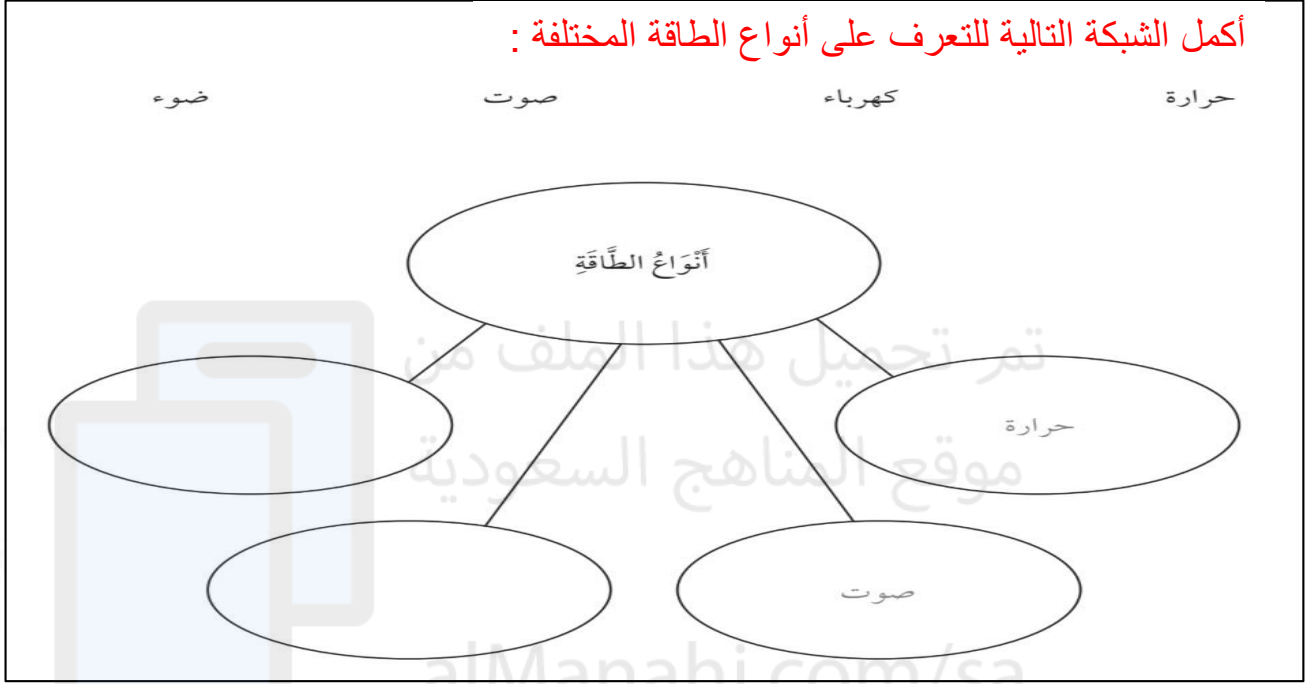 أكمل الشبكة التالية للتعرف على أنواع الطاقة المختلفة :
حرارة كهرباء صوت ضوء
أَنْوَاعُ الطَّاقَةِ
تم تحميل هذا الملف من
حرارة
موقع المناهج السعودية
صوت
alManahj.com/sa